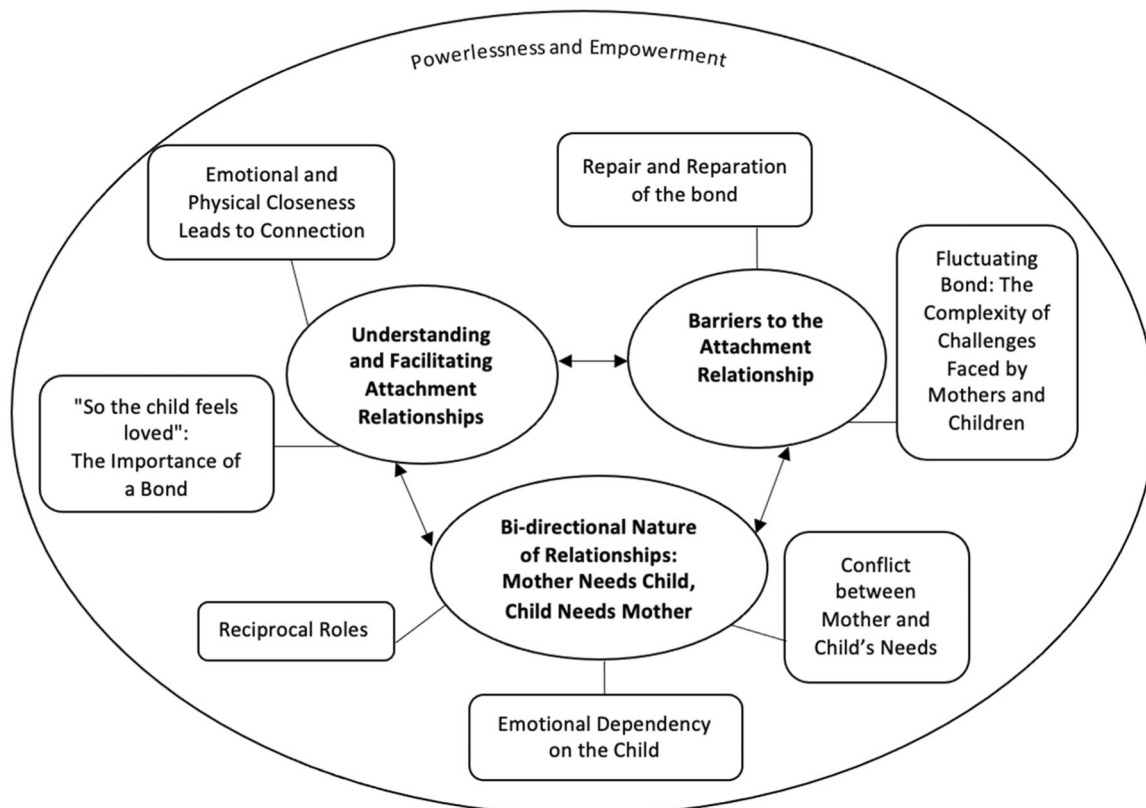 Powerlessness and Empowerment
Emotional and
Physical Closeness
Leads to Connection
Repair and Reparation
of the bond
Fluctuating
Bond: The
Complexity of
Challenges
Faced by
Mothers and
Children
Understanding
and Facilitating
Attachment
Relationships
Barriers to the
Attachment
Relationship
"So the child feels
loved":
The Importance of
a Bond
Bi-directional Nature
of Relationships:
Mother Needs Child,
Child Needs Mother
Conflict
between
Mother and
Child’s Needs
Reciprocal Roles
Emotional Dependency
on the Child